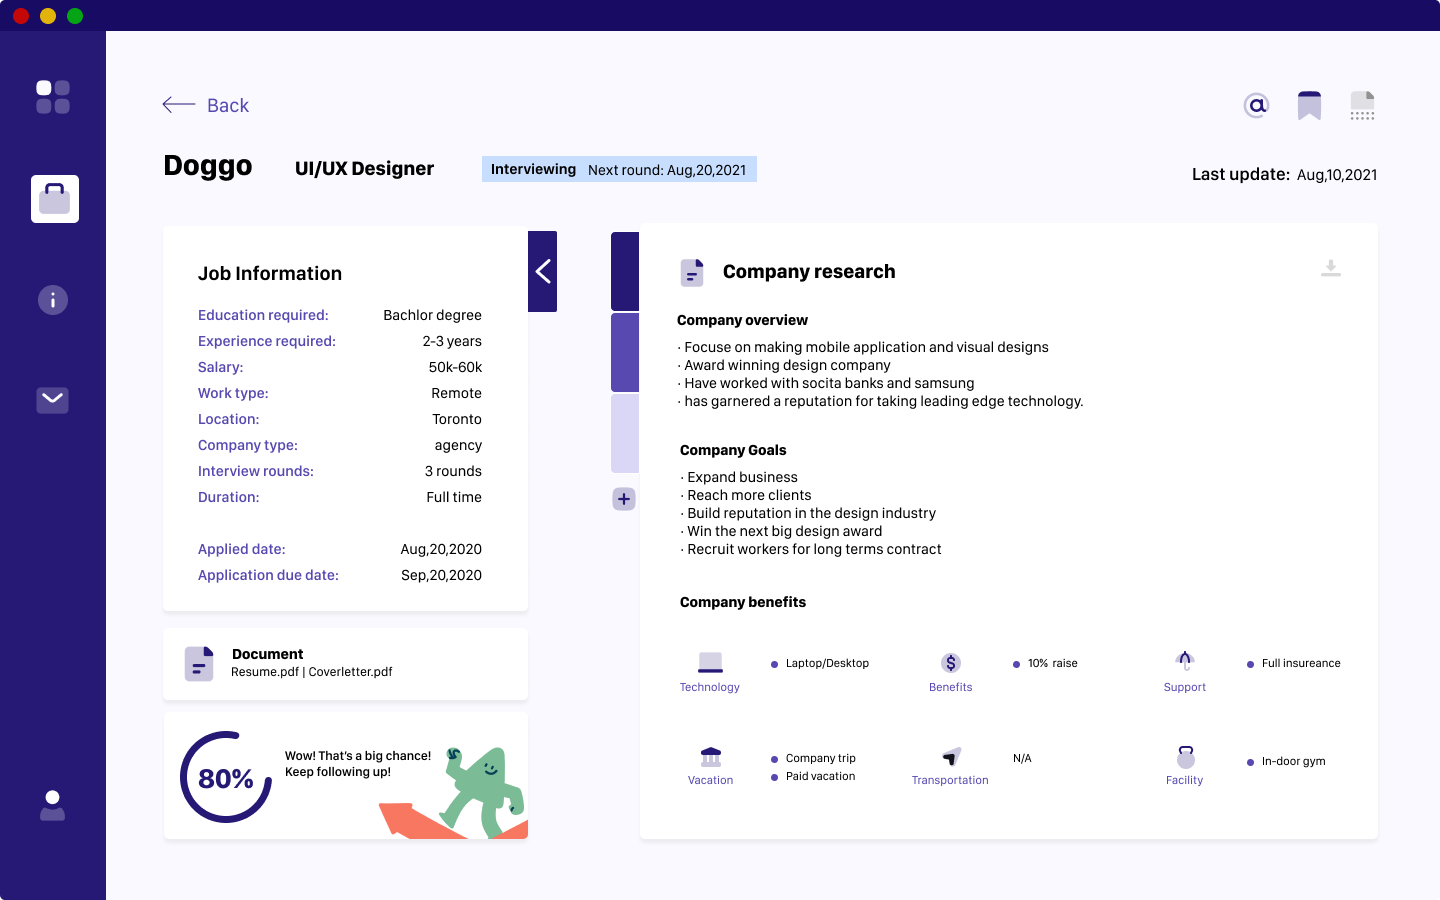 Back
Doggo
UI/UX Designer
Interviewing Next round: Aug,20,2021
Last update: Aug,10,2021
Job Information
Education required: Bachlor degree
Experience required: 2-3 years
Salary: 50k-60k
Work type: Remote
Location: Toronto
Company type: agency
Interview rounds: 3 rounds
Duration: Full time
Applied date: Aug,20,2020
Application due date: Sep,20,2020
Document
Resume.pdf | Coverletter.pdf
80%
Wow! That's a big chance!
Keep following up!
Company research
Company overview
· Focuse on making mobile application and visual designs
· Award winning design company
· Have worked with socita banks and samsung
· has garnered a reputation for taking leading edge technology.
Company Goals
· Expand business
· Reach more clients
· Build reputation in the design industry
· Win the next big design award
· Recruit workers for long terms contract
Company benefits
Technology
● Laptop/Desktop
Benefits
● 10% raise
Support
● Full insureance
Vacation
● Company trip
● Paid vacation
Transportation
N/A
Facility
● In-door gym